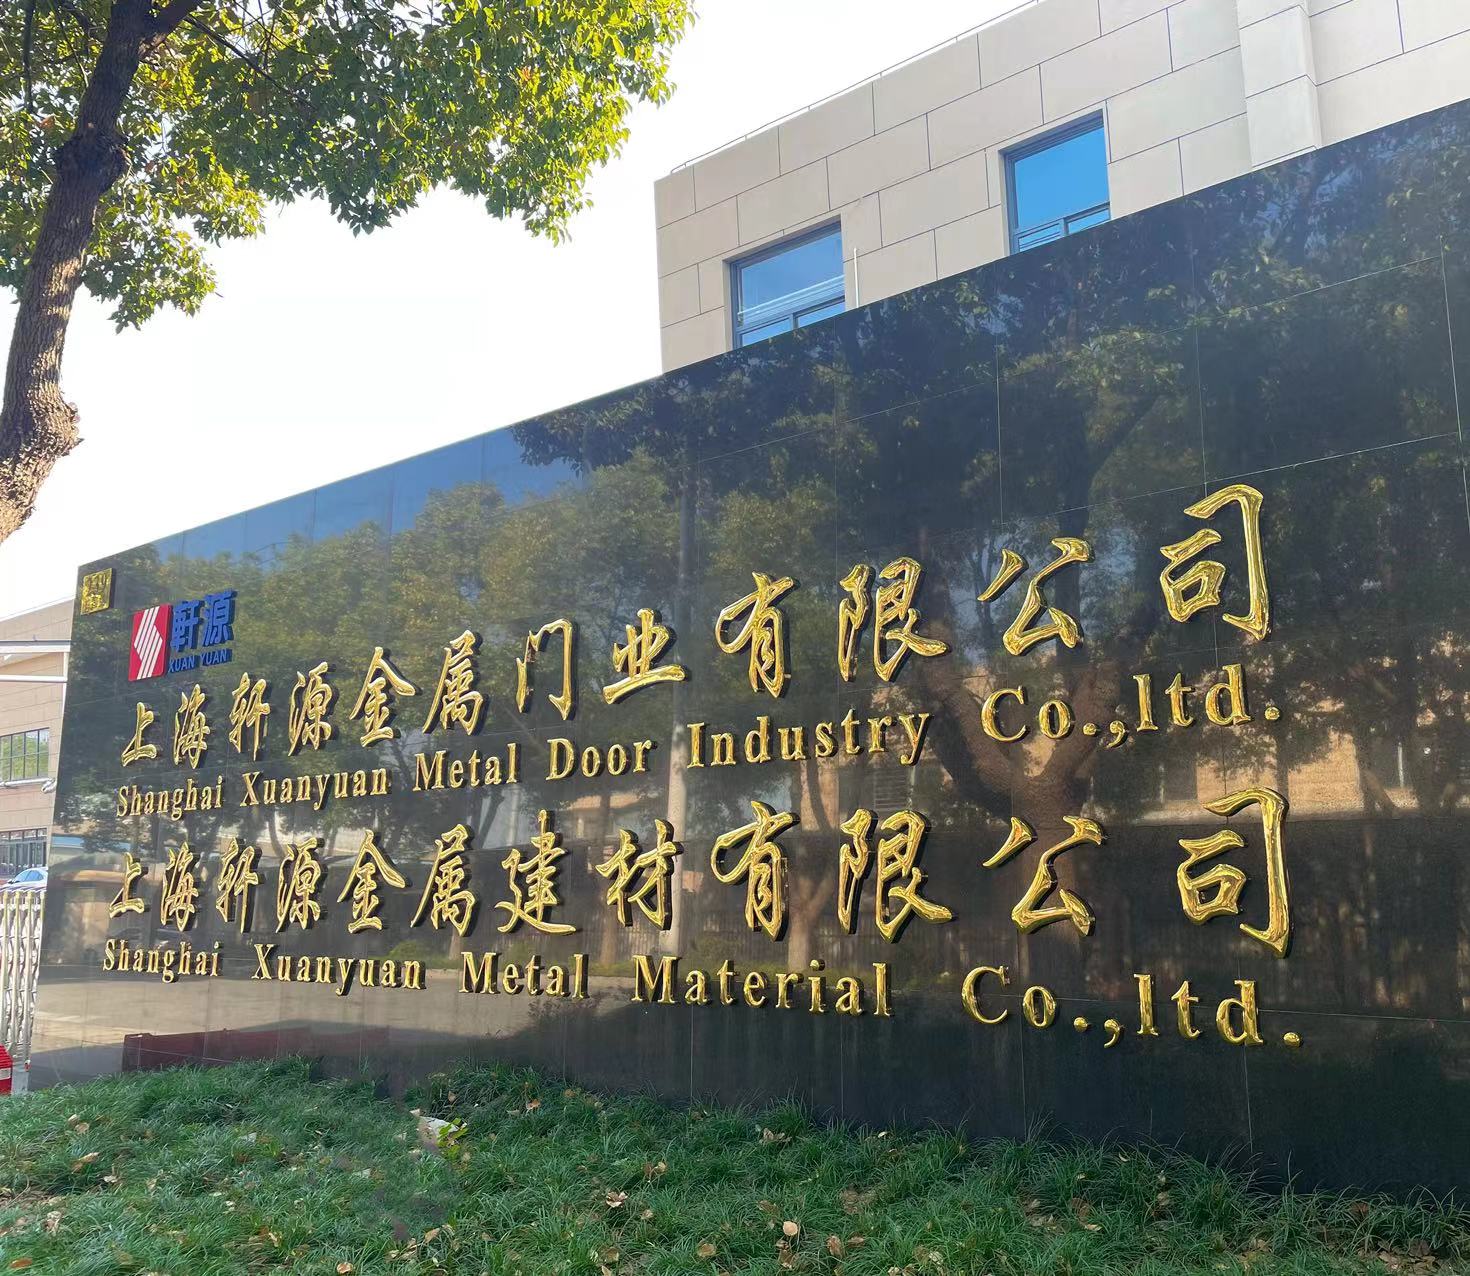 軒源
XUAN YUAN
上海轩源金属门业有限公司
Shanghai Xuanyuan Metal Door Industry Co.,ltd.
上海轩源金属建材有限公司
Shanghai Xuanyuan Metal Material Co.,ltd.